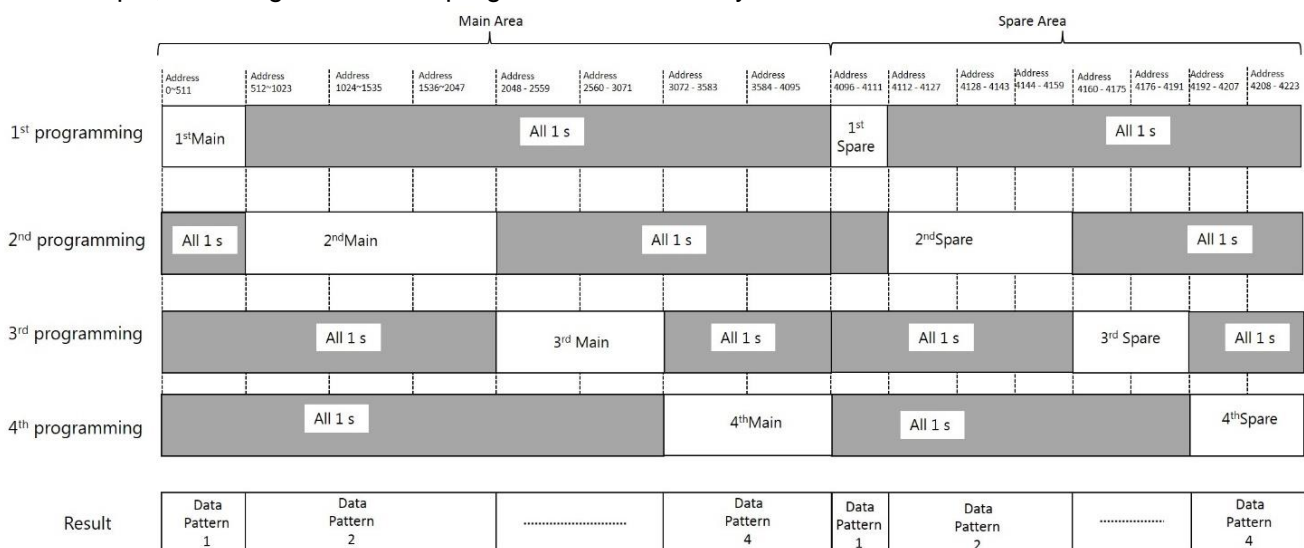 Main Area Spare Area
Address Address Address Address Address Address Address Address Address Address Address Address Address Address Address Address
0~511 512~1023 1024~1535 1536~2047 2048 - 2559 2560 - 3071 3072 - 3583 3584 - 4095 4096 - 4111 4112 - 4127 4128 - 4143 4144 - 4159 4160 - 4175 4176 - 4191 4192 - 4207 4208 - 4223
1st programming 1stMain All 1 s 1st Spare All 1 s
2nd programming All 1 s 2ndMain All 1 s 2ndSpare All 1 s
3rd programming All 1 s 3rd Main All 1 s All 1 s 3rd Spare All 1 s
4th programming All 1 s 4thMain All 1 s 4thSpare
Result Data Pattern 1 Data Pattern 2 ...................... Data Pattern 4 Data Pattern 1 Data Pattern 2 .............. Data Pattern 4